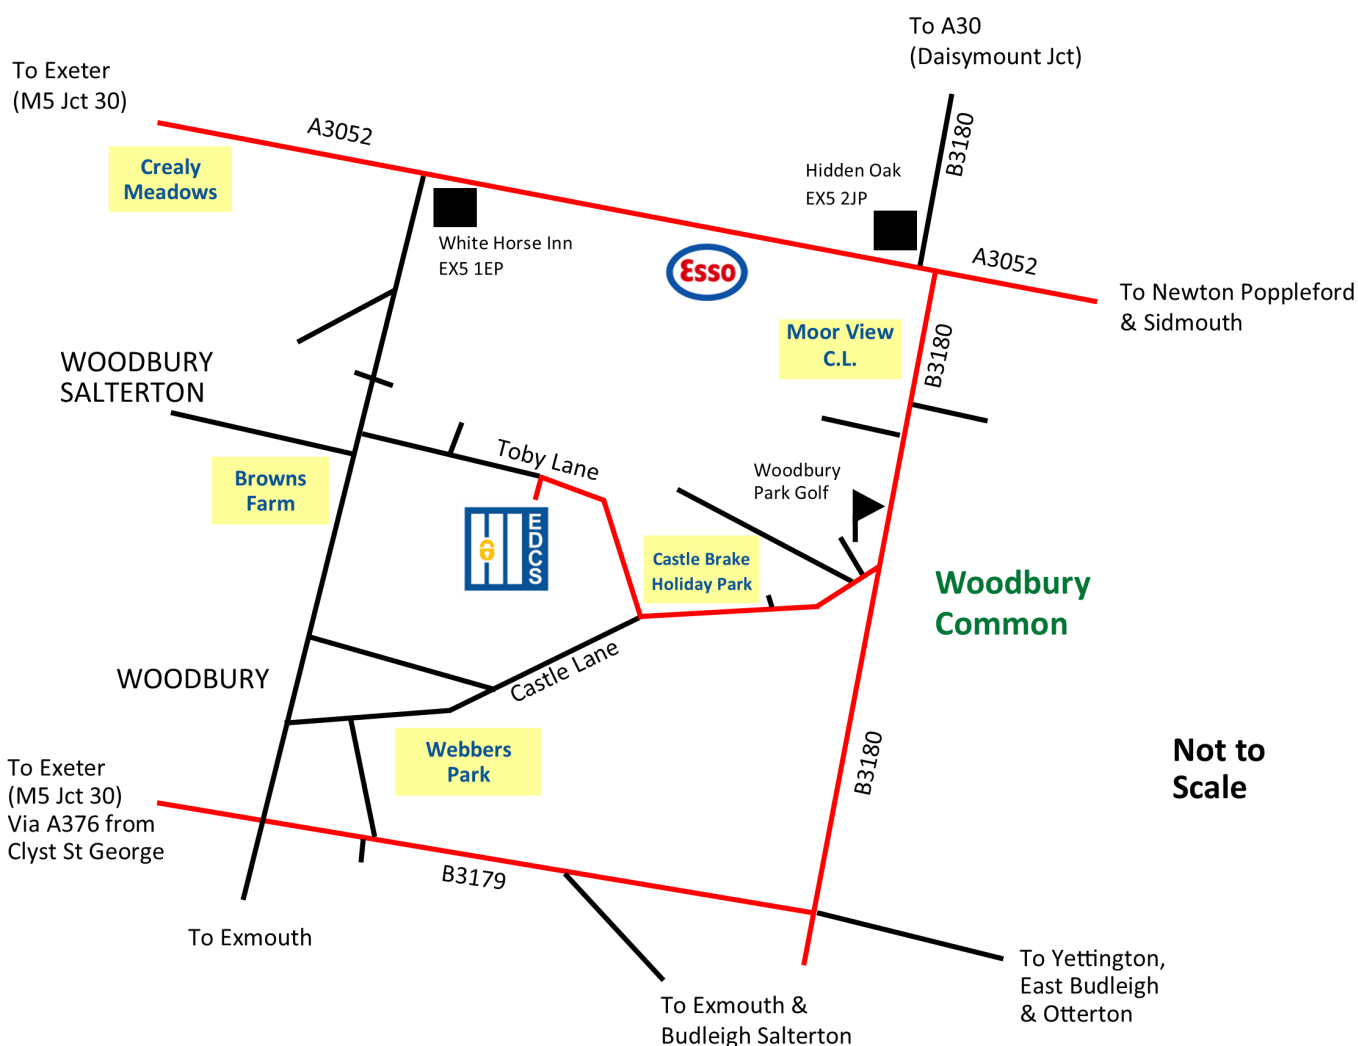 To A30
(Daisymount Jct)
To Exeter
(M5 Jct 30)
A3052
B3180
Crealy
Meadows
Hidden Oak
EX5 2JP
White Horse Inn
EX5 1EP
Esso
A3052
To Newton Poppleford
& Sidmouth
Moor View
C.L.
B3180
WOODBURY
SALTERTON
Toby Lane
Browns
Farm
Woodbury
Park Golf
EDCS
Castle Brake
Holiday Park
Woodbury
Common
WOODBURY
Castle Lane
Webbers
Park
B3180
Not to
Scale
To Exeter
(M5 Jct 30)
Via A376 from
Clyst St George
B3179
To Exmouth
To Yettington,
East Budleigh
& Otterton
To Exmouth &
Budleigh Salterton